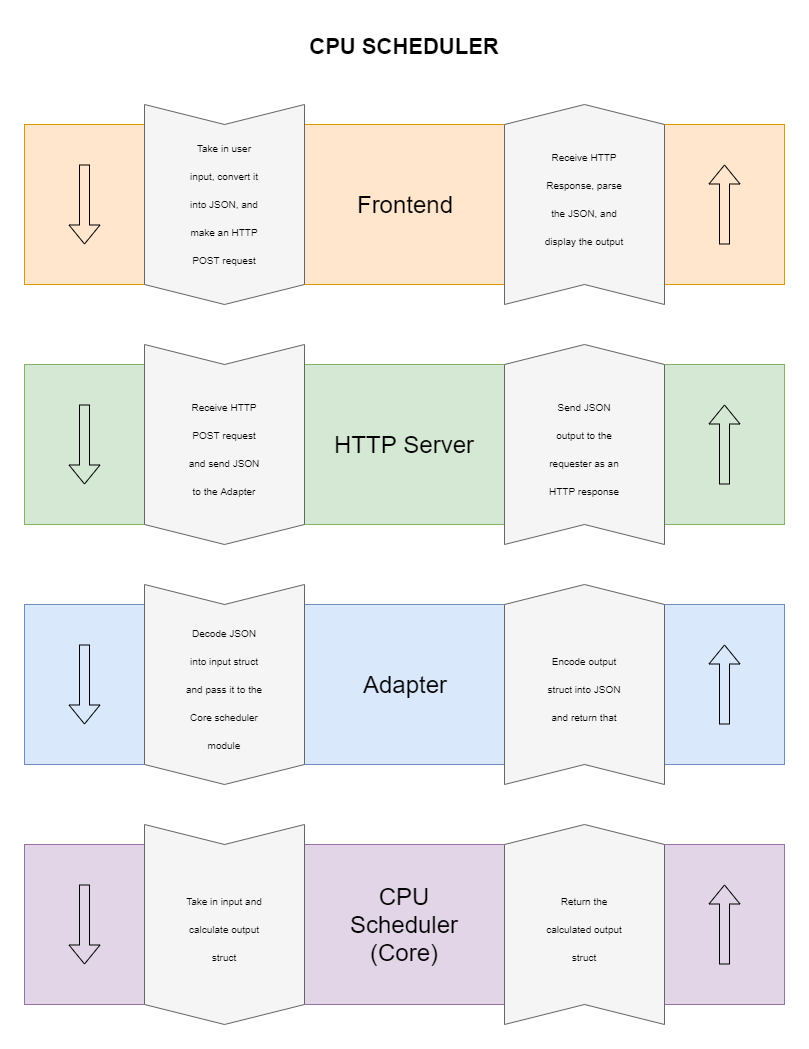 CPU SCHEDULER
Take in user
input, convert it
into JSON, and
make an HTTP
POST request
Frontend
Receive HTTP
Response, parse
the JSON, and
display the output
Receive HTTP
POST request
and send JSON
to the Adapter
HTTP Server
Send JSON
output to the
requester as an
HTTP response
Decode JSON
into input struct
and pass it to the
Core scheduler
module
Adapter
Encode output
struct into JSON
and return that
Take in input and
calculate output
struct
CPU
Scheduler
(Core)
Return the
calculated output
struct